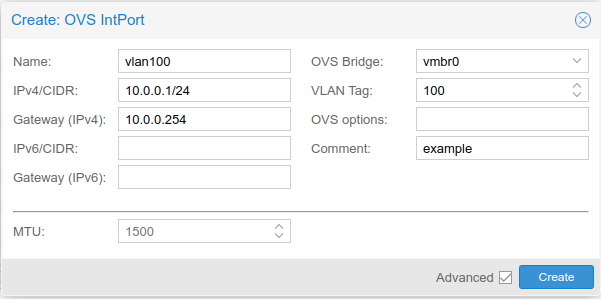 Create: OVS IntPort
Name: vlan100 OVS Bridge: vmbr0
IPv4/CIDR: 10.0.0.1/24 VLAN Tag: 100
Gateway (IPv4): 10.0.0.254 OVS options:
IPv6/CIDR: Comment: example
Gateway (IPv6):
MTU: 1500
Advanced Create